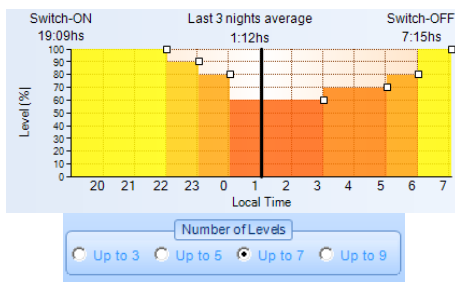 Switch-ON Last 3 nights average Switch-OFF
19:09hs 1:12hs 7:15hs
Level (%)
100
90
80
70
60
50
40
30
20
10
0
20 21 22 23 0 1 2 3 4 5 6 7
Local Time
Number of Levels
Up to 3 Up to 5 Up to 7 Up to 9